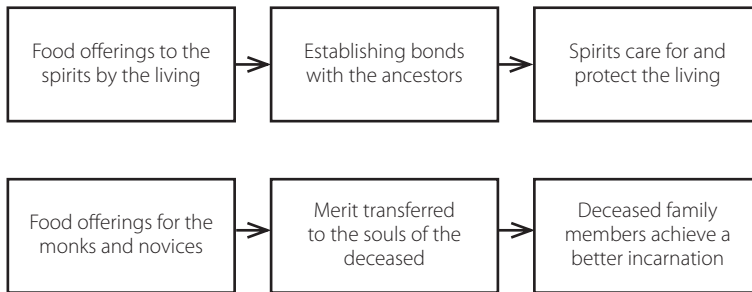 Food offerings to the
spirits by the living
Establishing bonds
with the ancestors
Spirits care for and
protect the living
Food offerings for the
monks and novices
Merit transferred
to the souls of the
deceased
Deceased family
members achieve a
better incarnation